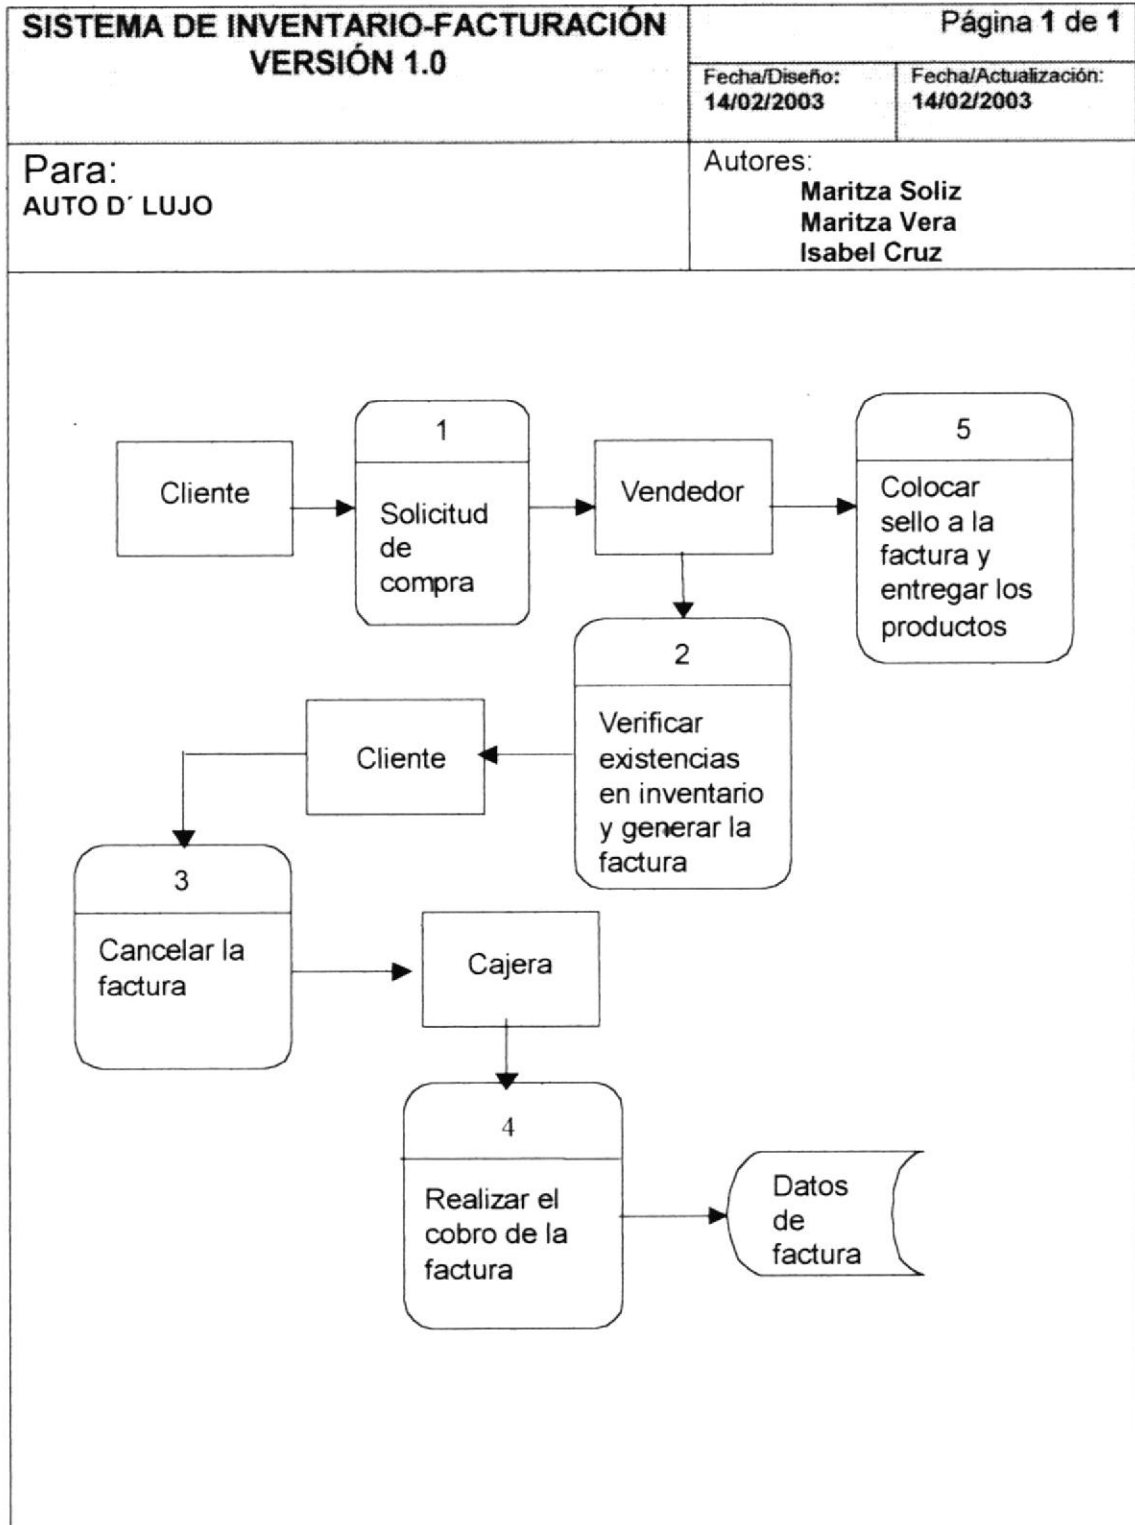 SISTEMA DE INVENTARIO-FACTURACIÓN
VERSIÓN 1.0
Página 1 de 1
Fecha/Diseño:
14/02/2003
Fecha/Actualización:
14/02/2003
Para:
AUTO D´ LUJO
Autores:
Maritza Soliz
Maritza Vera
Isabel Cruz
Cliente
1
Solicitud
de
compra
Vendedor
5
Colocar
sello a la
factura y
entregar los
productos
2
Verificar
existencias
en inventario
y generar la
factura
Cliente
3
Cancelar la
factura
Cajera
4
Realizar el
cobro de la
factura
Datos
de
factura